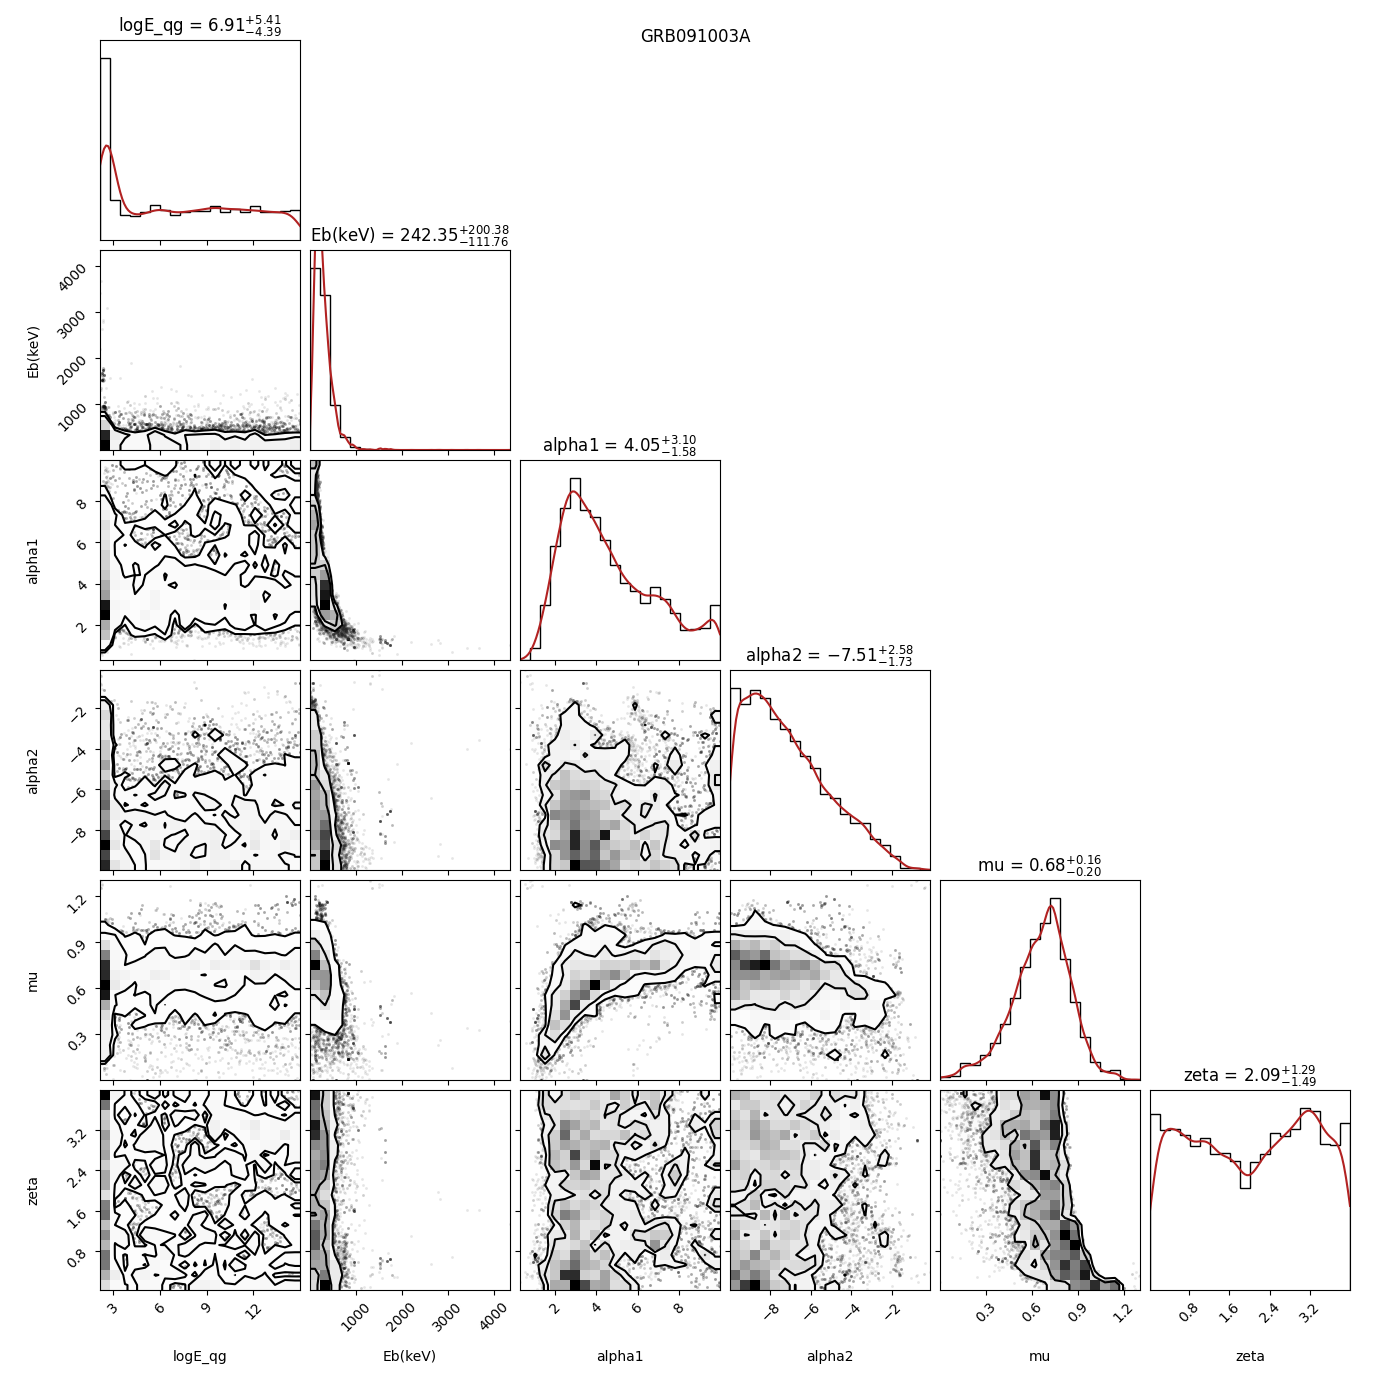 GRB091003A
logE_qg = 6.91+5.41−4.39
Eb(keV) = 242.35+200.38−111.76
4000
3000
2000
1000
Eb(keV)
alpha1 = 4.05+3.10−1.58
8
6
4
2
alpha1
alpha2 = −7.51+2.58−1.73
−2
−4
−6
−8
alpha2
mu = 0.68+0.16−0.20
1.2
0.9
0.6
0.3
mu
zeta = 2.09+1.29−1.49
3.2
2.4
1.6
0.8
zeta
3 6 9 12
1000 2000 3000 4000
2 4 6 8
−8 −6 −4 −2
0.3 0.6 0.9 1.2
0.8 1.6 2.4 3.2
logE_qg Eb(keV) alpha1 alpha2 mu zeta